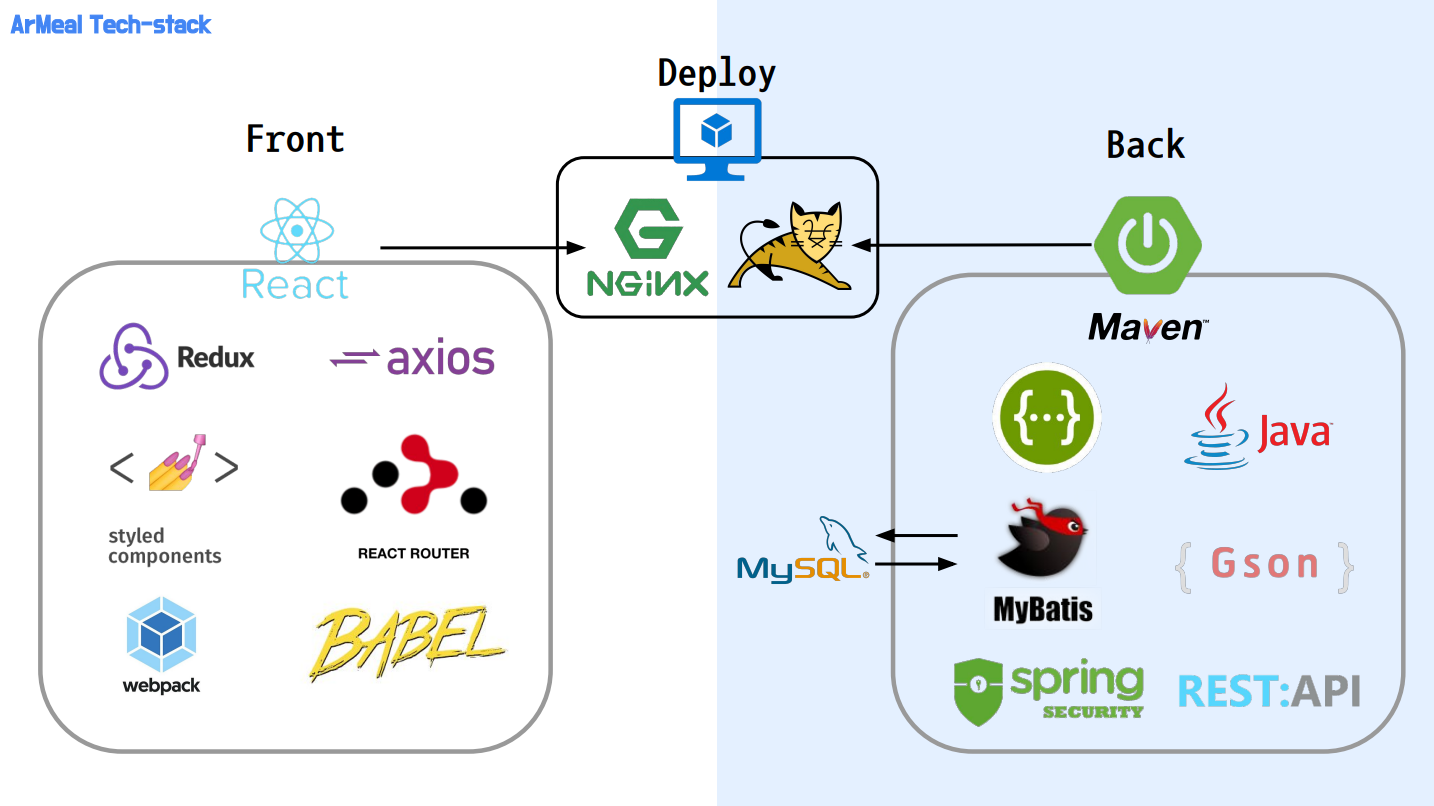 ArMeal Tech-stack
Deploy
Front
Back
React
NGiNX
Maven™
Redux
axios
{···}
Java™
< >
styled
components
REACT ROUTER
MySQL®
MyBatis
{ Gson }
webpack
BABEL
spring
SECURITY
REST:API